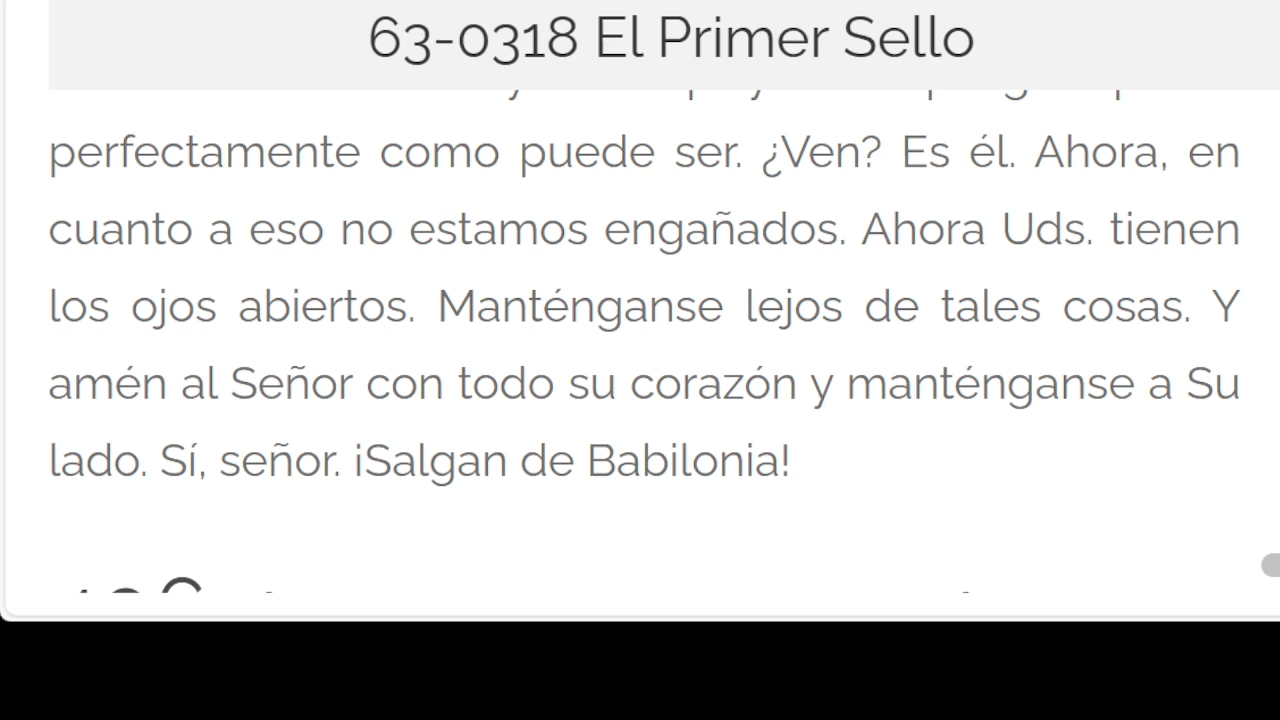 63-0318 El Primer Sello
perfectamente como puede ser. ¿Ven? Es él. Ahora, en
cuanto a eso no estamos engañados. Ahora Uds. tienen
los ojos abiertos. Manténganse lejos de tales cosas. Y
amén al Señor con todo su corazón y manténganse a Su
lado. Sí, señor. ¡Salgan de Babilonia!